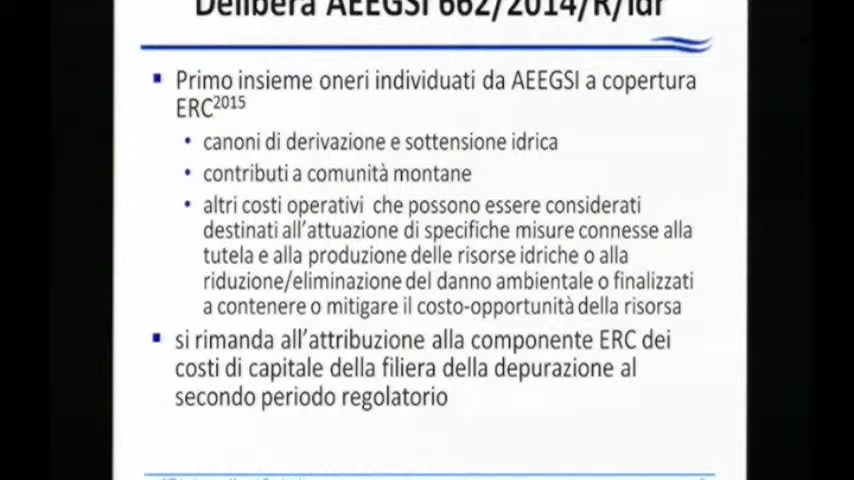 Delibera AEEGSI 662/2014/R/idr
Primo insieme oneri individuati da AEEGSI a copertura
ERC2015
canoni di derivazione e sottensione idrica
contributi a comunità montane
altri costi operativi che possono essere considerati
destinati all'attuazione di specifiche misure connesse alla
tutela e alla produzione delle risorse idriche o alla
riduzione/eliminazione del danno ambientale o finalizzati
a contenere o mitigare il costo-opportunità della risorsa
si rimanda all'attribuzione alla componente ERC dei
costi di capitale della filiera della depurazione al
secondo periodo regolatorio